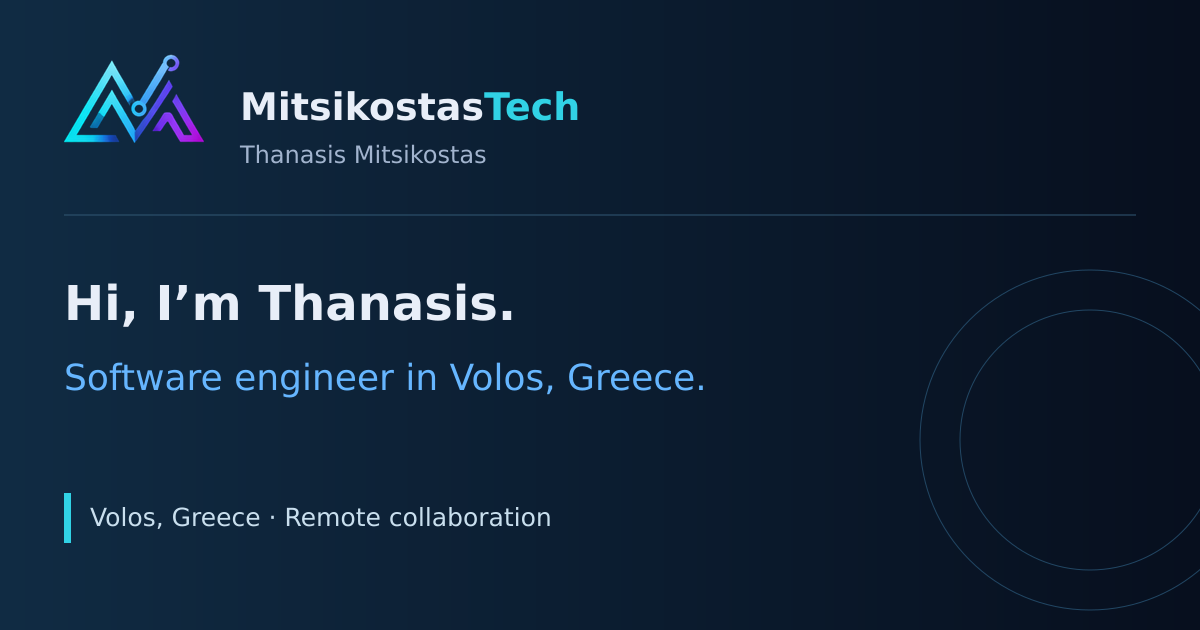 MitsikostasTech
Thanasis Mitsikostas
Hi, I’m Thanasis.
Software engineer in Volos, Greece.
Volos, Greece · Remote collaboration